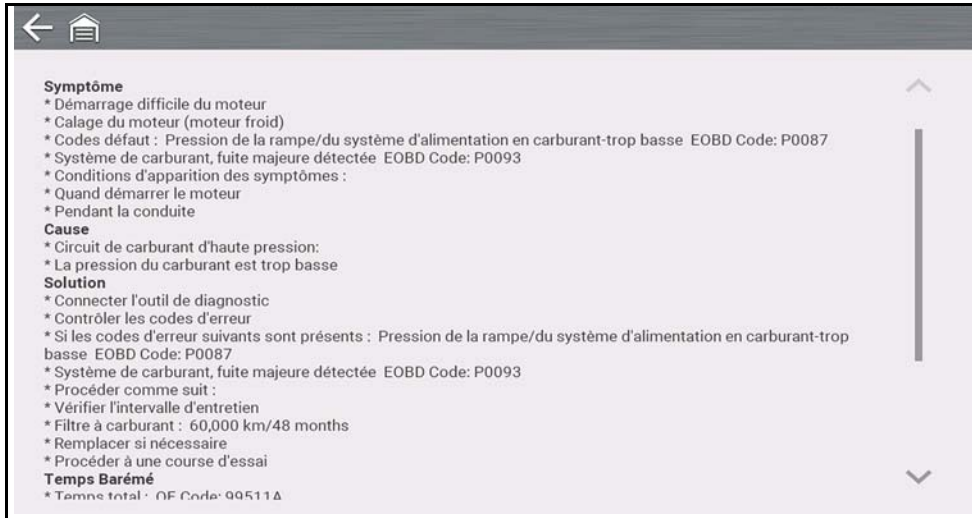 Symptôme
* Démarrage difficile du moteur
* Calage du moteur (moteur froid)
* Codes défaut : Pression de la rampe/du système d'alimentation en carburant-trop basse EOBD Code: P0087
* Système de carburant, fuite majeure détectée EOBD Code: P0093
* Conditions d'apparition des symptômes :
* Quand démarrer le moteur
* Pendant la conduite
Cause
* Circuit de carburant d'haute pression:
* La pression du carburant est trop basse
Solution
* Connecter l'outil de diagnostic
* Contrôler les codes d'erreur
* Si les codes d'erreur suivants sont présents : Pression de la rampe/du système d'alimentation en carburant-trop
basse EOBD Code: P0087
* Système de carburant, fuite majeure détectée EOBD Code: P0093
* Procéder comme suit :
* Vérifier l'intervalle d'entretien
* Filtre à carburant : 60,000 km/48 months
* Remplacer si nécessaire
* Procéder à une course d'essai
Temps Barémé
* Temps total : OE Code: 99511A